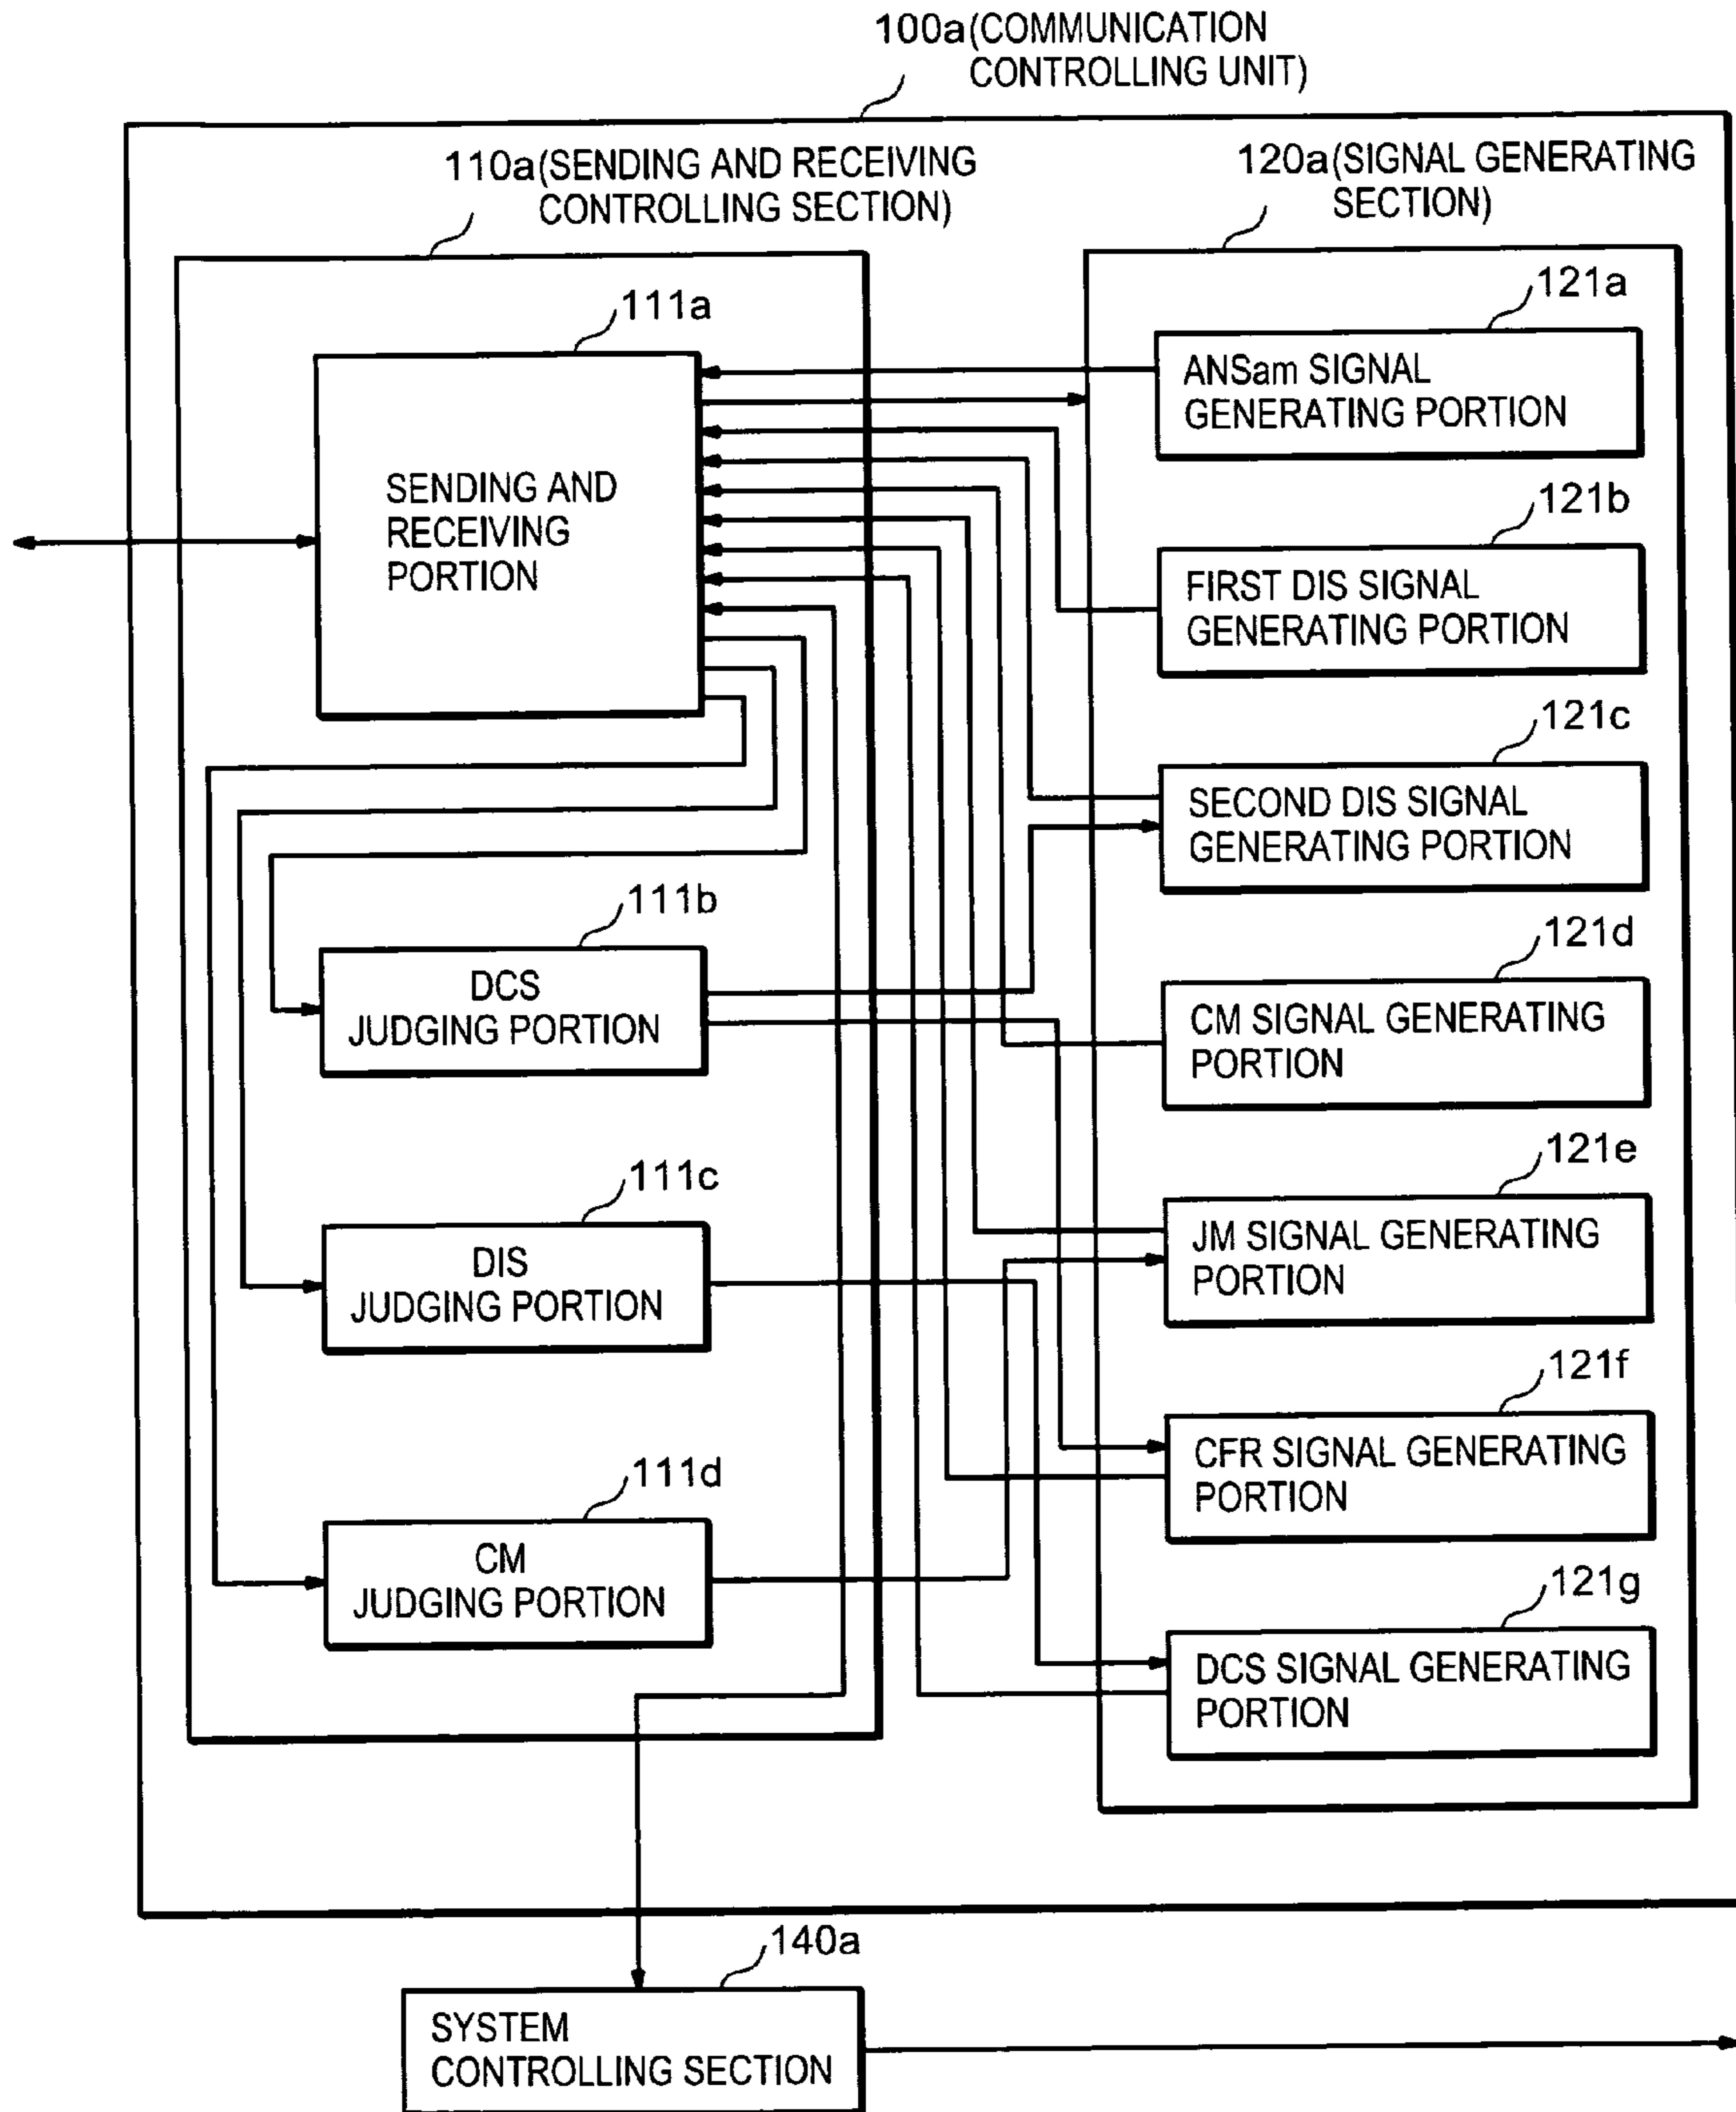 100a(COMMUNICATION
CONTROLLING UNIT)
110a(SENDING AND RECEIVING
CONTROLLING SECTION)
120a(SIGNAL GENERATING
SECTION)
111a
SENDING AND
RECEIVING
PORTION
121a
ANSam SIGNAL
GENERATING PORTION
121b
FIRST DIS SIGNAL
GENERATING PORTION
121c
SECOND DIS SIGNAL
GENERATING PORTION
111b
DCS
JUDGING PORTION
121d
CM SIGNAL GENERATING
PORTION
111c
DIS
JUDGING PORTION
121e
JM SIGNAL GENERATING
PORTION
121f
CFR SIGNAL GENERATING
PORTION
111d
CM
JUDGING PORTION
121g
DCS SIGNAL GENERATING
PORTION
140a
SYSTEM
CONTROLLING SECTION